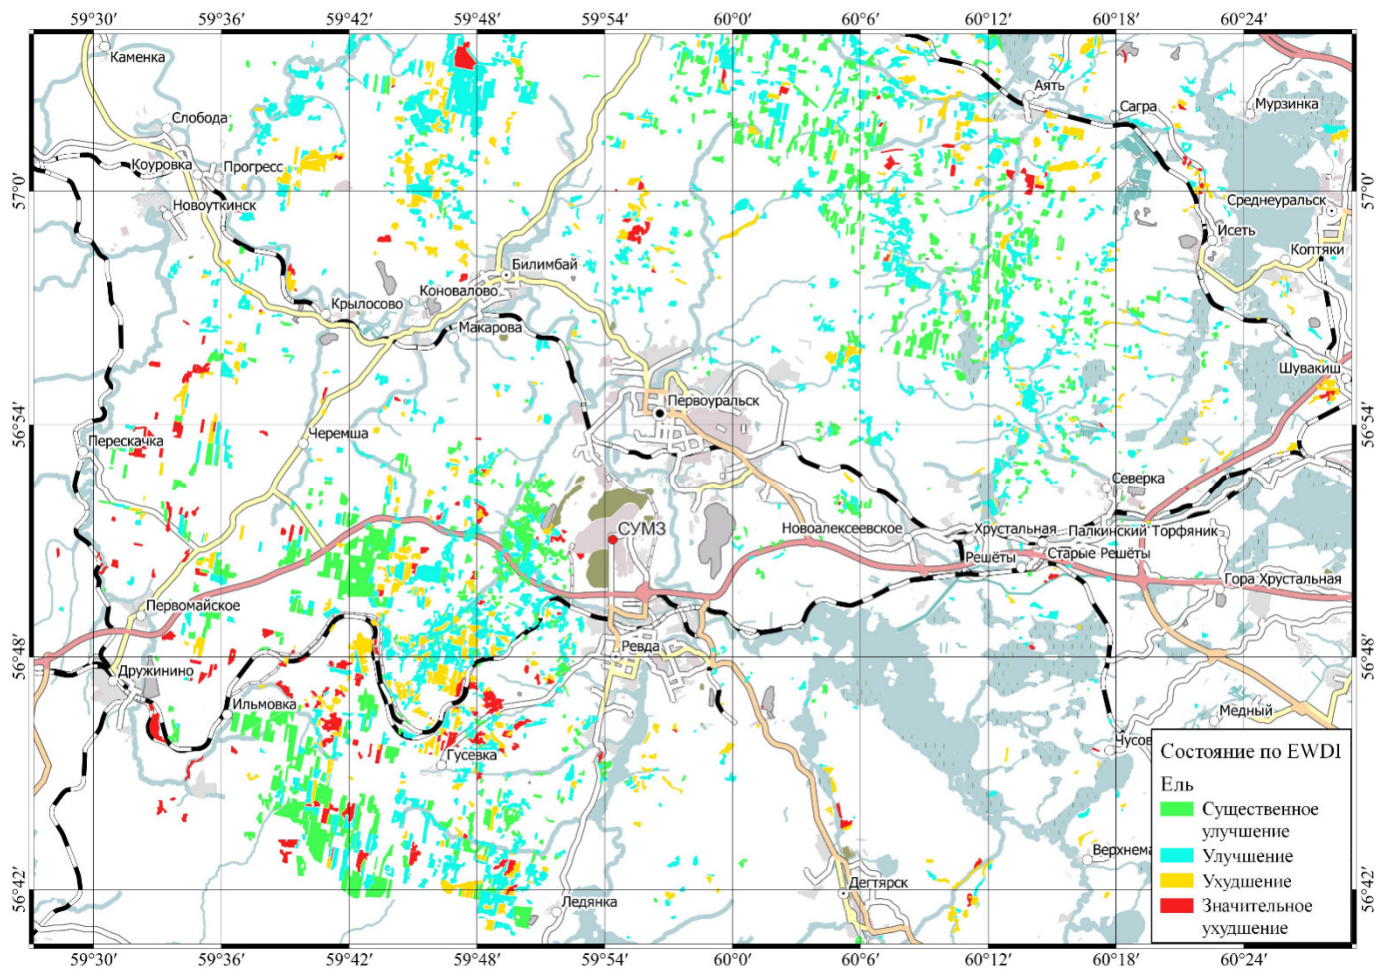 59°30' 59°36' 59°42' 59°48' 59°54' 60°0' 60°6' 60°12' 60°18' 60°24'
Каменка
Аять
Сагра
Мурзинка
Слобода
Коуровка
Прогресс
57°0'
57°0'
Новоуткинск
Среднеуральск
Исеть
Коптяки
Билимбай
Коновалово
Крылосово
Макарова
Шувакиш
Первоуральск
56°54'
56°54'
Перескачка
Черемша
Северка
СУМЗ
Новоалексеевское
Хрустальная
Палкинский Торфяник
Решёты
Старые Решёты
Гора Хрустальная
Первомайское
56°48'
56°48'
Ревда
Дружинино
Ильмовка
Медный
Гусевка
Чусов
Состояние по EWDI
Ель
Существенное
улучшение
Улучшение
Ухудшение
Значительное
ухудшение
Верхнема
56°42'
56°42'
Дегтярск
Ледянка
59°30' 59°36' 59°42' 59°48' 59°54' 60°0' 60°6' 60°12' 60°18' 60°24'